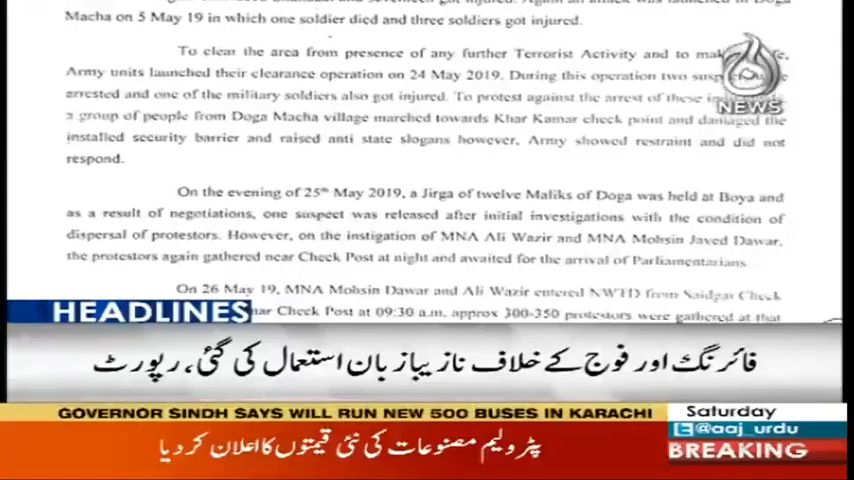 Macha on 5 May 19 in which one soldier died and three soldiers got injured.
To clear the area from presence of any further Terrorist Activity and to
Army units launched their clearance operation on 24 May 2019. During this operation two
arrested and one of the military soldiers also got injured. To protest against the arrest of these
a group of people from Doga Macha village marched towards Khar Kamar check point and damaged the
installed security barrier and raised anti state slogans however, Army showed restraint and did not
respond.
NEWS
On the evening of 25th May 2019, a Jirga of twelve Maliks of Doga was held at Boya and
as a result of negotiations, one suspect was released after initial investigations with the condition of
dispersal of protestors. However, on the instigation of MNA Ali Wazir and MNA Mohsin Javed Dawar,
the protestors again gathered near Check Post at night and awaited for the arrival of Parliamentarians.
On 26 May 19, MNA Mohsin Dawar and Ali Wazir entered NWTD from Saidgai Check
Check Post at 09:30 a.m. approx 300-350 protestors were gathered at that
HEADLINES
فائرنگ اور فوج کے خلاف نازیبا زبان استعمال کی گئی، رپورٹ
GOVERNOR SINDH SAYS WILL RUN NEW 500 BUSES IN KARACHI
Saturday
@aaj_urdu
BREAKING
پٹرولیم مصنوعات کی نئی قیمتوں کا اعلان کر دیا